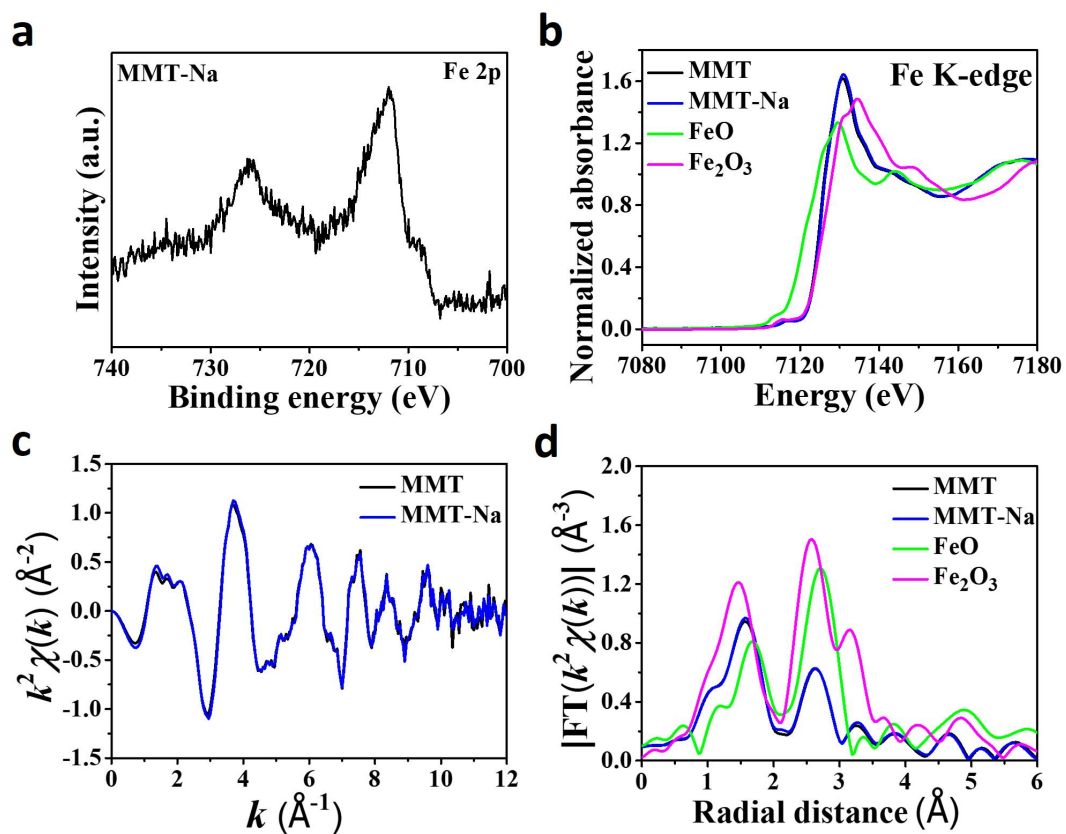 a
MMT-Na
Fe 2p
Intensity (a.u.)
740
730
720
710
700
Binding energy (eV)
b
MMT
MMT-Na
FeO
Fe₂O₃
Fe K-edge
Normalized absorbance
1.6
1.2
0.8
0.4
0.0
7080
7100
7120
7140
7160
7180
Energy (eV)
c
MMT
MMT-Na
k² χ(k) (Å⁻²)
1.5
1.0
0.5
0.0
-0.5
-1.0
-1.5
0
2
4
6
8
10
12
k (Å⁻¹)
d
MMT
MMT-Na
FeO
Fe₂O₃
|FT(k² χ(k))| (Å⁻³)
2.0
1.6
1.2
0.8
0.4
0.0
0
1
2
3
4
5
6
Radial distance (Å)